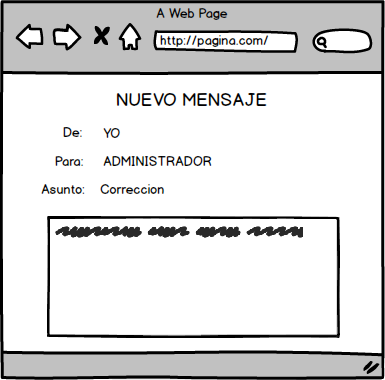 A Web Page
http://pagina.com/
NUEVO MENSAJE
De: YO
Para: ADMINISTRADOR
Asunto: Correccion